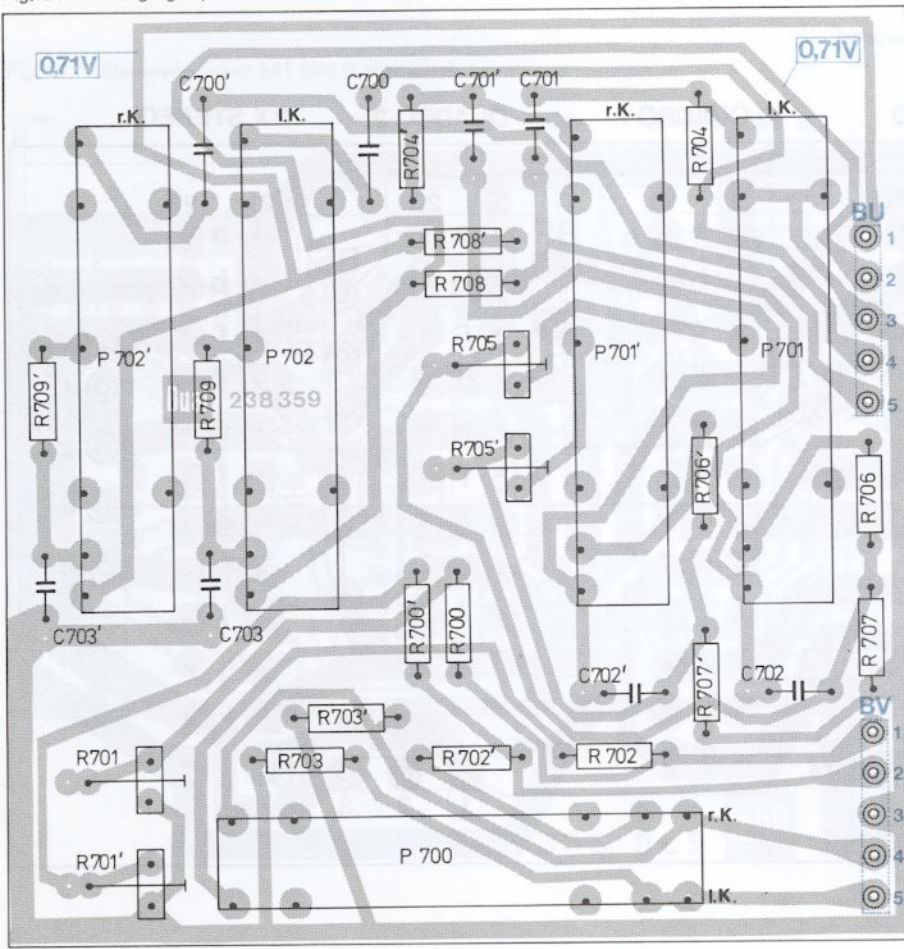 0,71V
0,71V
C700'
C700
C701'
C701
r.K.
l.K.
r.K.
l.K.
R704'
R704
BU
1
R708'
2
R708
3
R705
P702'
P702
P701'
P701
4
5
R709'
R709
238359
R705'
R706'
R706
R700'
R700
C703'
C703
R707
C702'
R707'
C702
BV
R703'
1
R701
R703
R702'
R702
2
r.K.
3
P 700
4
R701'
l.K.
5